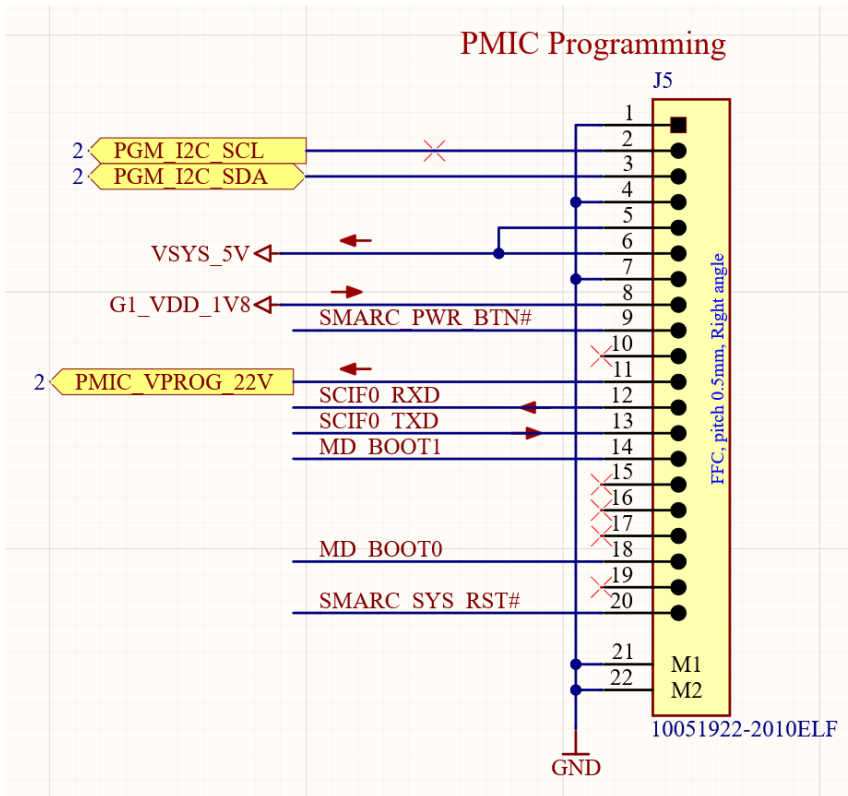 PMIC Programming
J5
1
2 PGM_I2C_SCL 2
2 PGM_I2C_SDA 3
4
5
VSYS_5V 6
7
G1_VDD_1V8 8
SMARC_PWR_BTN# 9
10
2 PMIC_VPROG_22V 11
SCIF0_RXD 12
SCIF0_TXD 13
MD_BOOT1 14
15
16
17
MD_BOOT0 18
19
SMARC_SYS_RST# 20
21 M1
22 M2
FFC, pitch 0.5mm, Right angle
10051922-2010ELF
GND